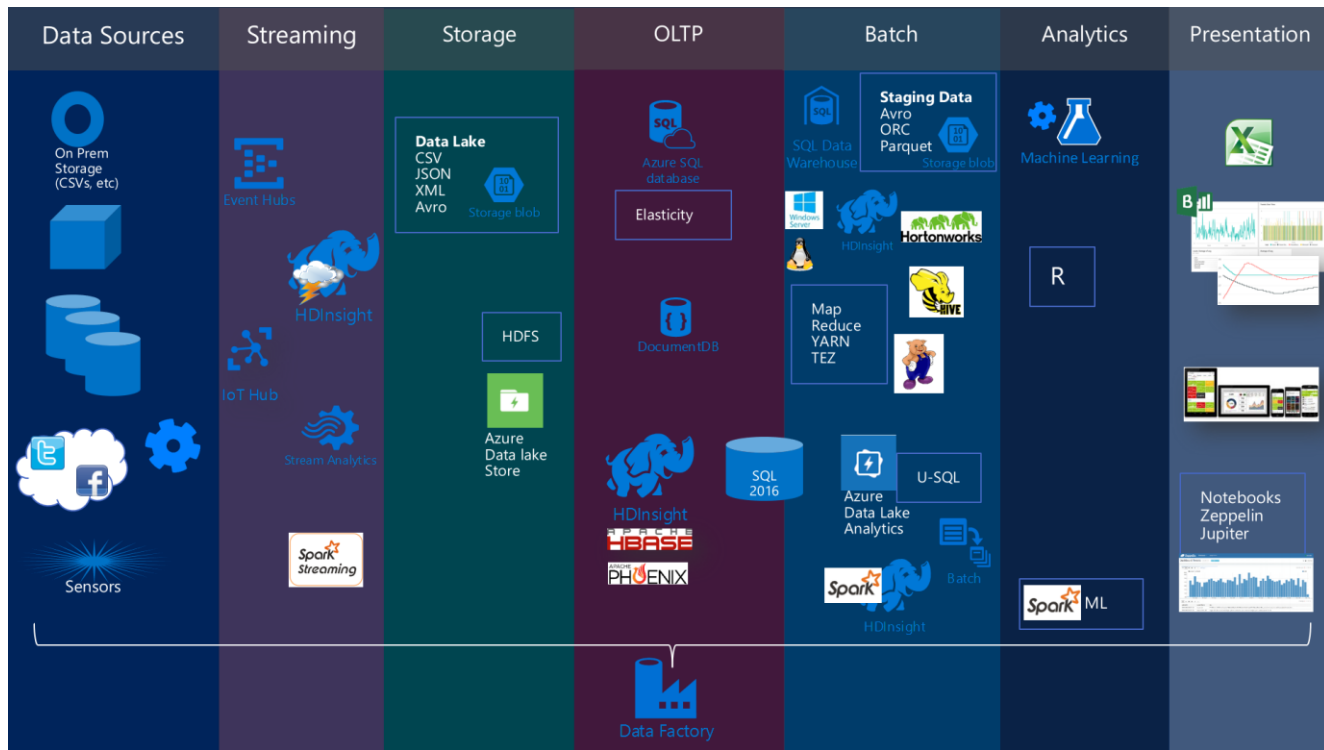 Data Sources
Streaming
Storage
OLTP
Batch
Analytics
Presentation
On Prem
Storage
(CSVs, etc)
Sensors
Event Hubs
HDInsight
IoT Hub
Stream Analytics
Spark
Streaming
Data Lake
CSV
JSON
XML
Avro
Storage blob
HDFS
Azure
Data lake
Store
SQL
Azure SQL
database
Elasticity
DocumentDB
HDInsight
APACHE
HBASE
APACHE
PHOENIX
SQL
2016
SQL
SQL Data
Warehouse
Staging Data
Avro
ORC
Parquet
Storage blob
Windows
Server
HDInsight
Hortonworks
HIVE
Map
Reduce
YARN
TEZ
Azure
Data Lake
Analytics
U-SQL
Batch
Spark
HDInsight
Machine Learning
R
Spark ML
Notebooks
Zeppelin
Jupiter
Data Factory